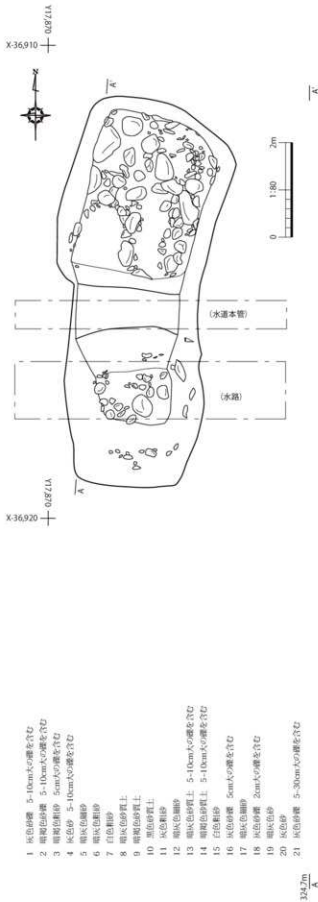 X-36,910
Y17,870
N
A
A'
0
1:80
2m
(水道本管)
(水路)
A'
A
X-36,920
Y17,870
1 灰色砂礫 5~10cm大の礫を含む
2 暗褐色砂礫 5~10cm大の礫を含む
3 暗褐色粗砂 5cm大の礫を含む
4 灰色砂 5~10cm大の礫を含む
5 暗灰色細砂
6 暗灰色粗砂
7 白色粗砂
8 暗灰色砂質土
9 暗褐色砂質土
10 黒色砂質土
11 灰色粗砂
12 暗灰色細砂
13 暗灰色砂質土 5~10cm大の礫を含む
14 暗褐色砂質土 5~10cm大の礫を含む
15 白色粗砂
16 灰色砂礫 5cm大の礫を含む
17 暗灰色細砂
18 灰色砂礫 2cm大の礫を含む
19 暗灰色砂
20 灰色砂
21 灰色砂礫 5~30cm大の礫を含む
324.7m
A